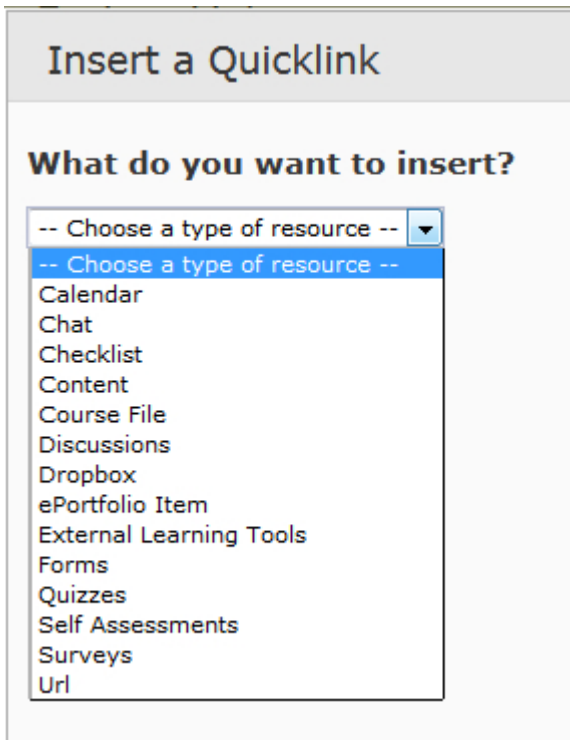 Insert a Quicklink
What do you want to insert?
-- Choose a type of resource --
-- Choose a type of resource --
Calendar
Chat
Checklist
Content
Course File
Discussions
Dropbox
ePortfolio Item
External Learning Tools
Forms
Quizzes
Self Assessments
Surveys
Url